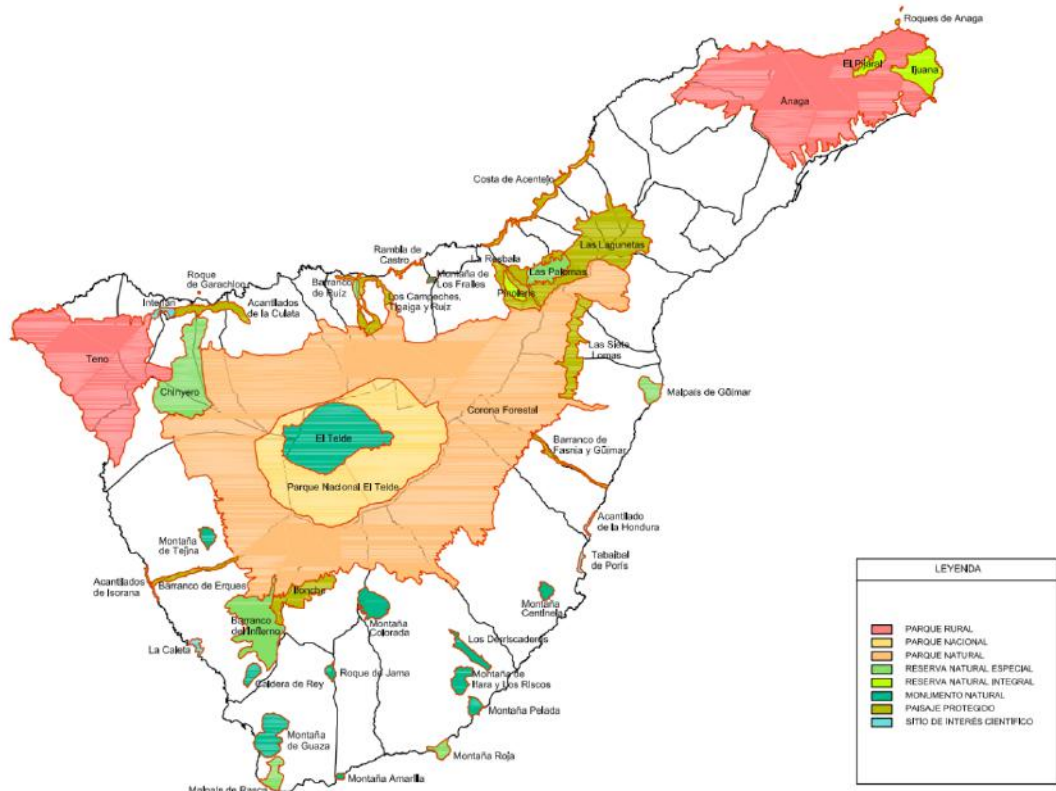 Roques de Anaga
El Pijaral
Ijuana
Anaga
Costa de Acentejo
Las Lagunetas
Rambla de
Castro
La Resbala
Montaña de
Los Frailes
Las Palomas
Roque
de Garachico
Barranco
de Ruiz
Pinoleris
Interián
Acantilados
de la Culata
Los Campeches,
Tigaiga y Ruiz
Las Siete
Lomas
Teno
Chinyero
Malpaís de Güimar
Corona Forestal
El Teide
Barranco de
Fasnia y Güimar
Parque Nacional El Teide
Acantilado
de la Hondura
Montaña
de Tejina
Tabaibal
de Porís
Acantilados
de Isorana
Barranco de Erques
Ifonche
Montaña
Centinela
Barranco
del Infierno
Montaña
Colorada
Los Derriscaderos
La Caleta
Caldera de Rey
Roque de Jama
Montaña de
Ifara y Los Riscos
Montaña Pelada
Montaña
de Guaza
Montaña Roja
Montaña Amarilla
Malpaís de Rasca
LEYENDA
PARQUE RURAL
PARQUE NACIONAL
PARQUE NATURAL
RESERVA NATURAL ESPECIAL
RESERVA NATURAL INTEGRAL
MONUMENTO NATURAL
PAISAJE PROTEGIDO
SITIO DE INTERÉS CIENTÍFICO